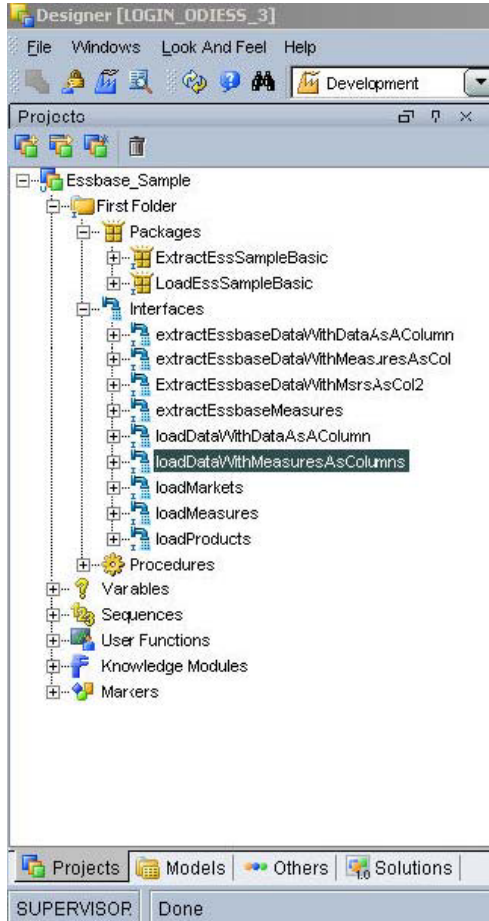 Designer [LOGIN_ODIESS_3]
File Windows Look And Feel Help
Development
Projects
Essbase_Sample
First Folder
Packages
ExtractEssSampleBasic
LoadEssSampleBasic
Interfaces
extractEssbaseDataWithDataAsAColumn
extractEssbaseDataWithMeasuresAsCol
ExtractEssbaseDataWithMsrsAsCol2
extractEssbaseMeasures
loadDataWithDataAsAColumn
loadDataWithMeasuresAsColumns
loadMarkets
loadMeasures
loadProducts
Procedures
Variables
Sequences
User Functions
Knowledge Modules
Markers
Projects Models Others 1.0 Solutions
SUPERVISOR Done